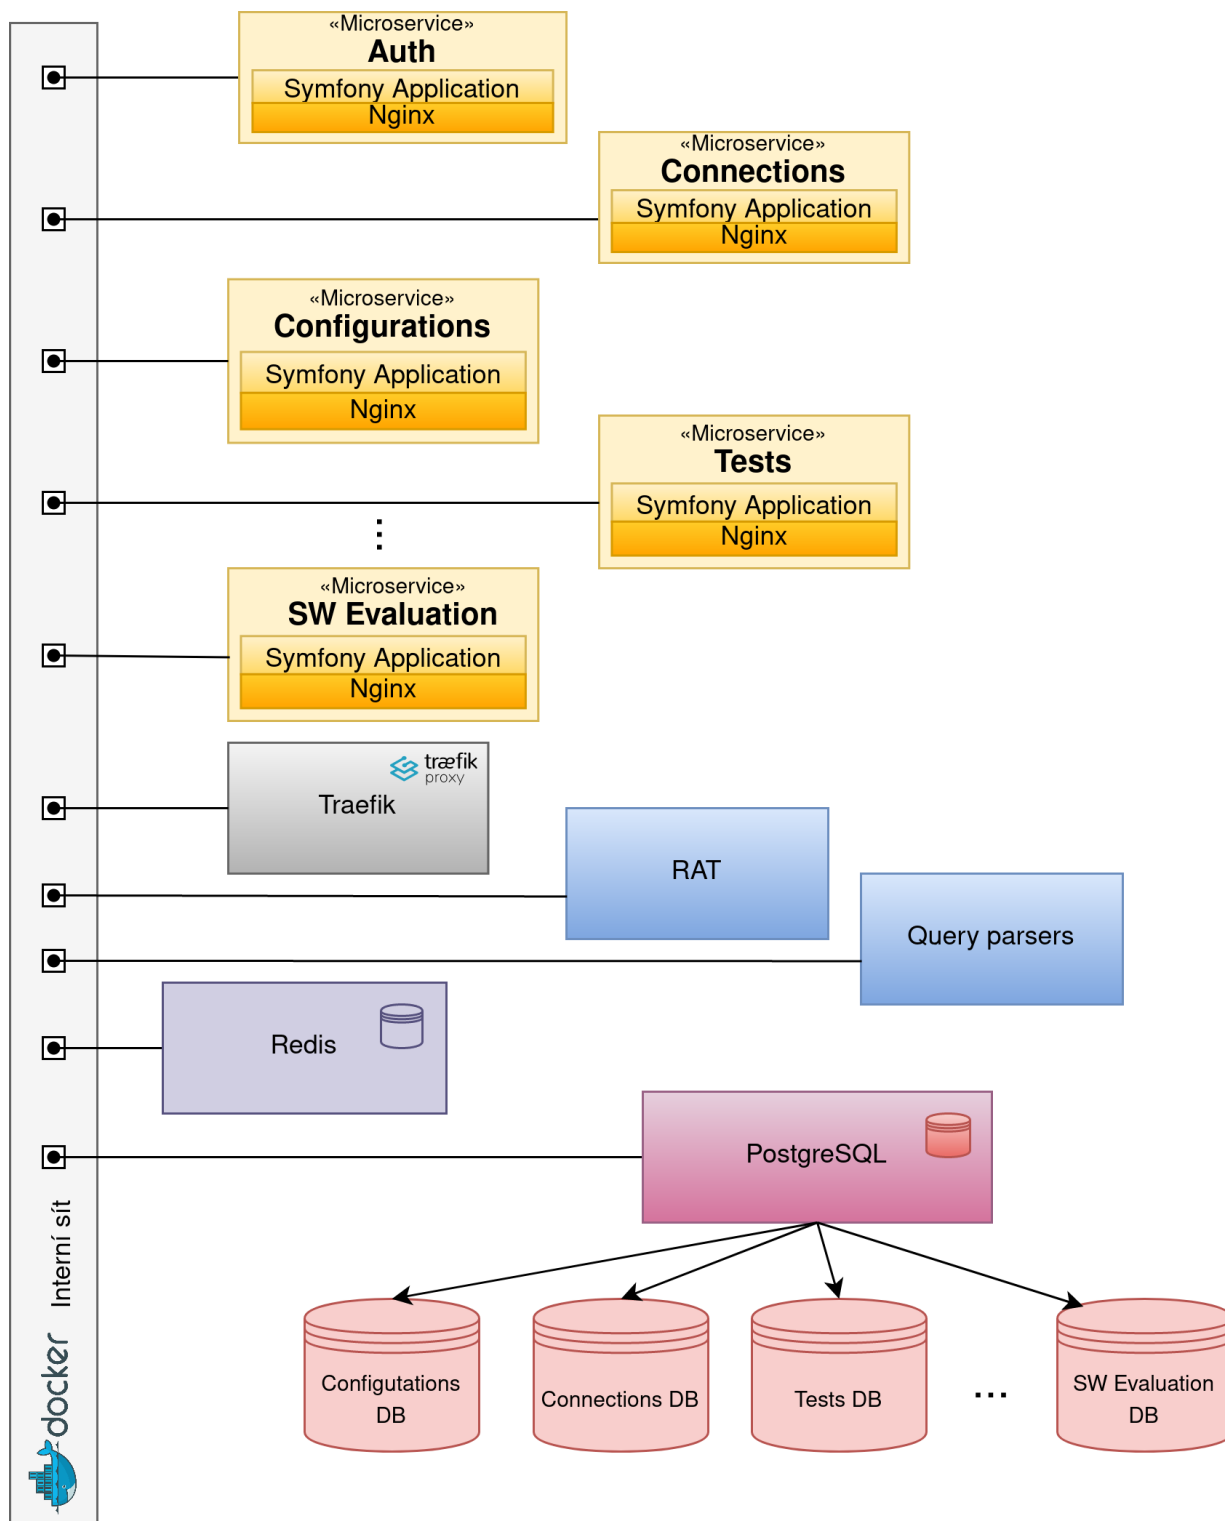 «Microservice»
Auth
Symfony Application
Nginx
«Microservice»
Connections
Symfony Application
Nginx
«Microservice»
Configurations
Symfony Application
Nginx
«Microservice»
Tests
Symfony Application
Nginx
⋮
«Microservice»
SW Evaluation
Symfony Application
Nginx
træfik
proxy
Traefik
RAT
Query parsers
Redis
PostgreSQL
Interní sít
docker
Configutations
DB
Connections DB
Tests DB
...
SW Evaluation
DB